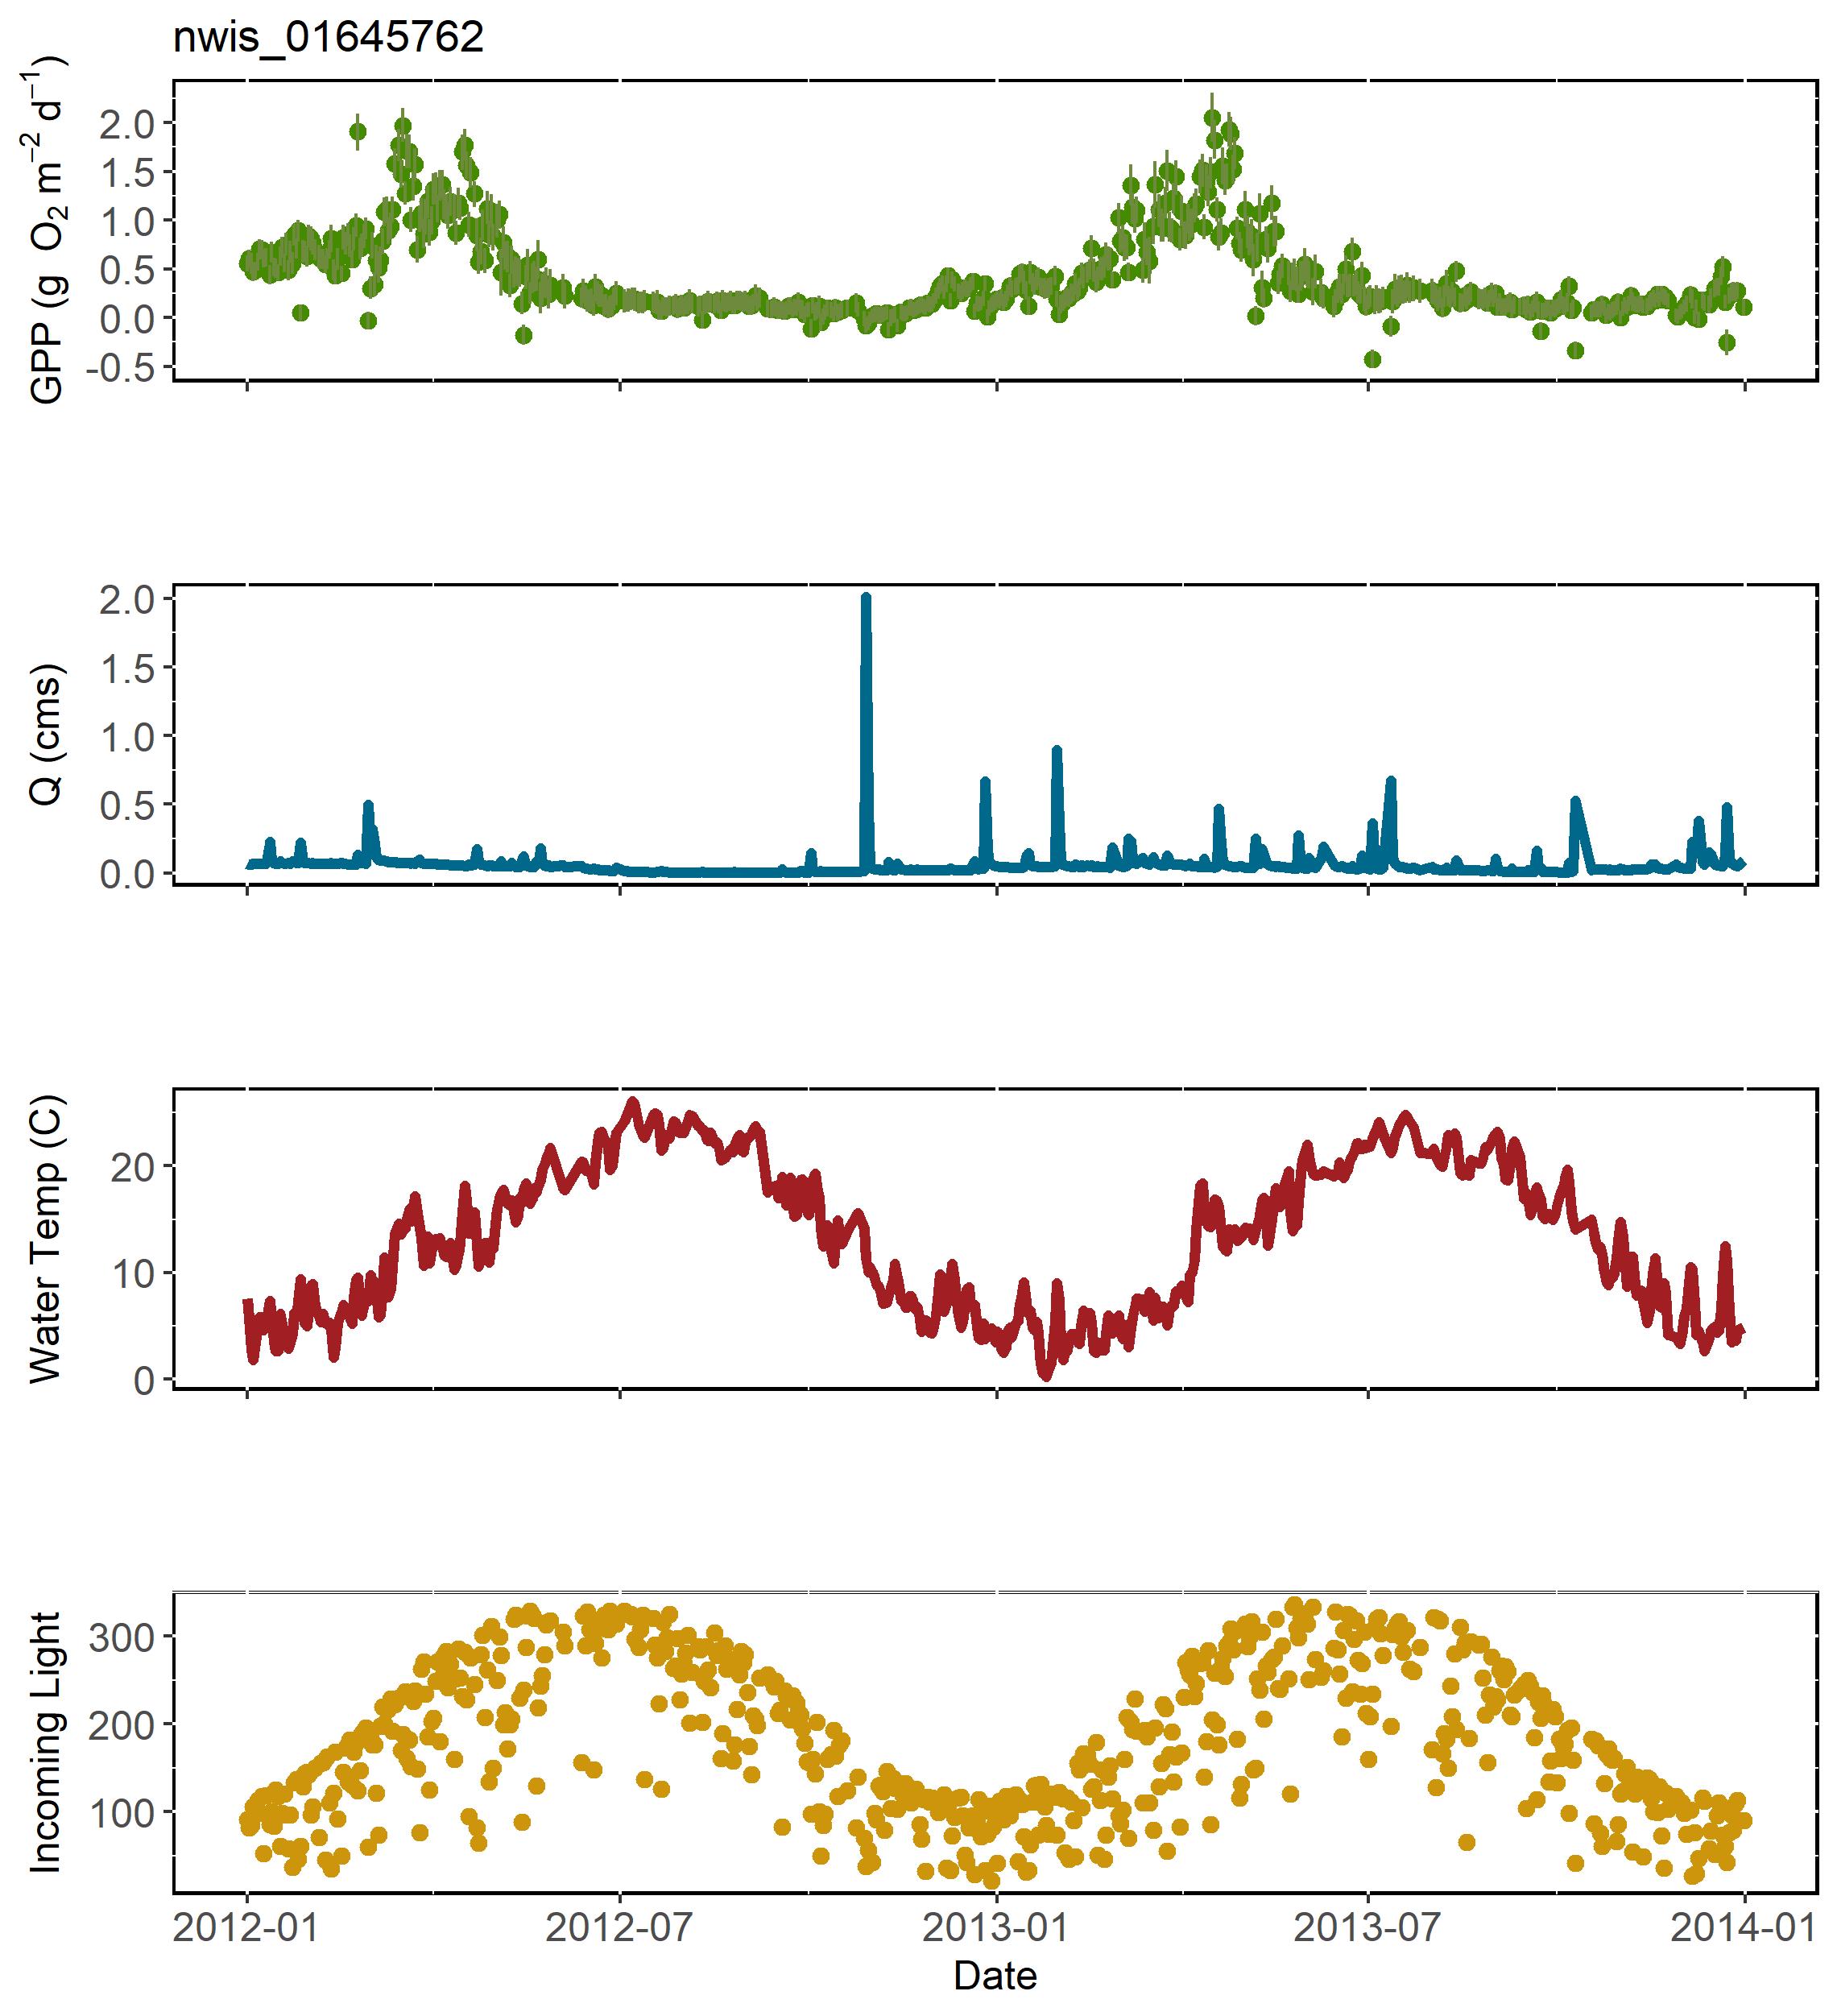 nwis_01645762
GPP (g O₂ m⁻² d⁻¹)
2.0
1.5
1.0
0.5
0.0
-0.5
Q (cms)
2.0
1.5
1.0
0.5
0.0
Water Temp (C)
20
10
0
Incoming Light
300
200
100
2012-01 2012-07 2013-01 2013-07 2014-01
Date